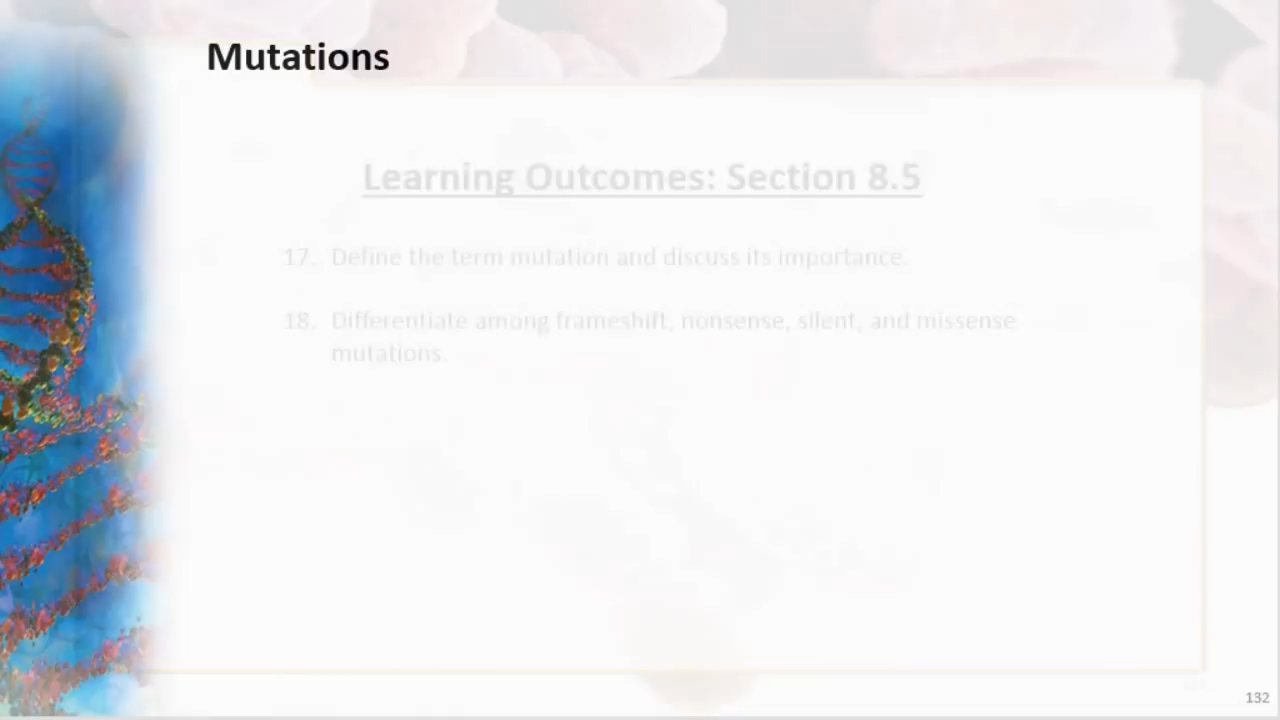 Mutations
Learning Outcomes: Section 8.5
17. Define the term mutation and discuss its importance.
18. Differentiate among frameshift, nonsense, silent, and missense
mutations.
132